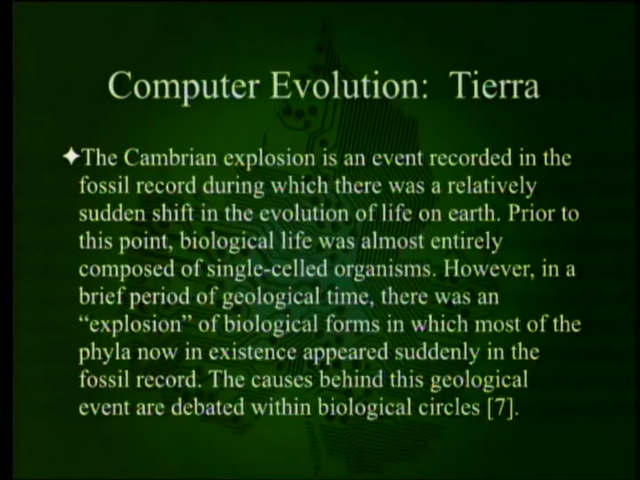 Computer Evolution: Tierra
✦The Cambrian explosion is an event recorded in the
fossil record during which there was a relatively
sudden shift in the evolution of life on earth. Prior to
this point, biological life was almost entirely
composed of single-celled organisms. However, in a
brief period of geological time, there was an
“explosion” of biological forms in which most of the
phyla now in existence appeared suddenly in the
fossil record. The causes behind this geological
event are debated within biological circles [7].